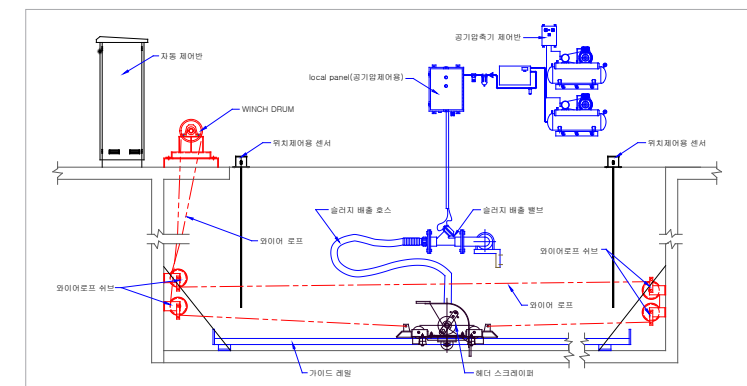 공기압축기 제어반
자동 제어반
local panel(공기압제어용)
WINCH DRUM
위치제어용 센서
위치제어용 센서
슬러지 배출 호스
슬러지 배출 밸브
와이어 로프
와이어로프 쉬브
와이어로프 쉬브
와이어 로프
가이드 레일
헤더 스크레이퍼